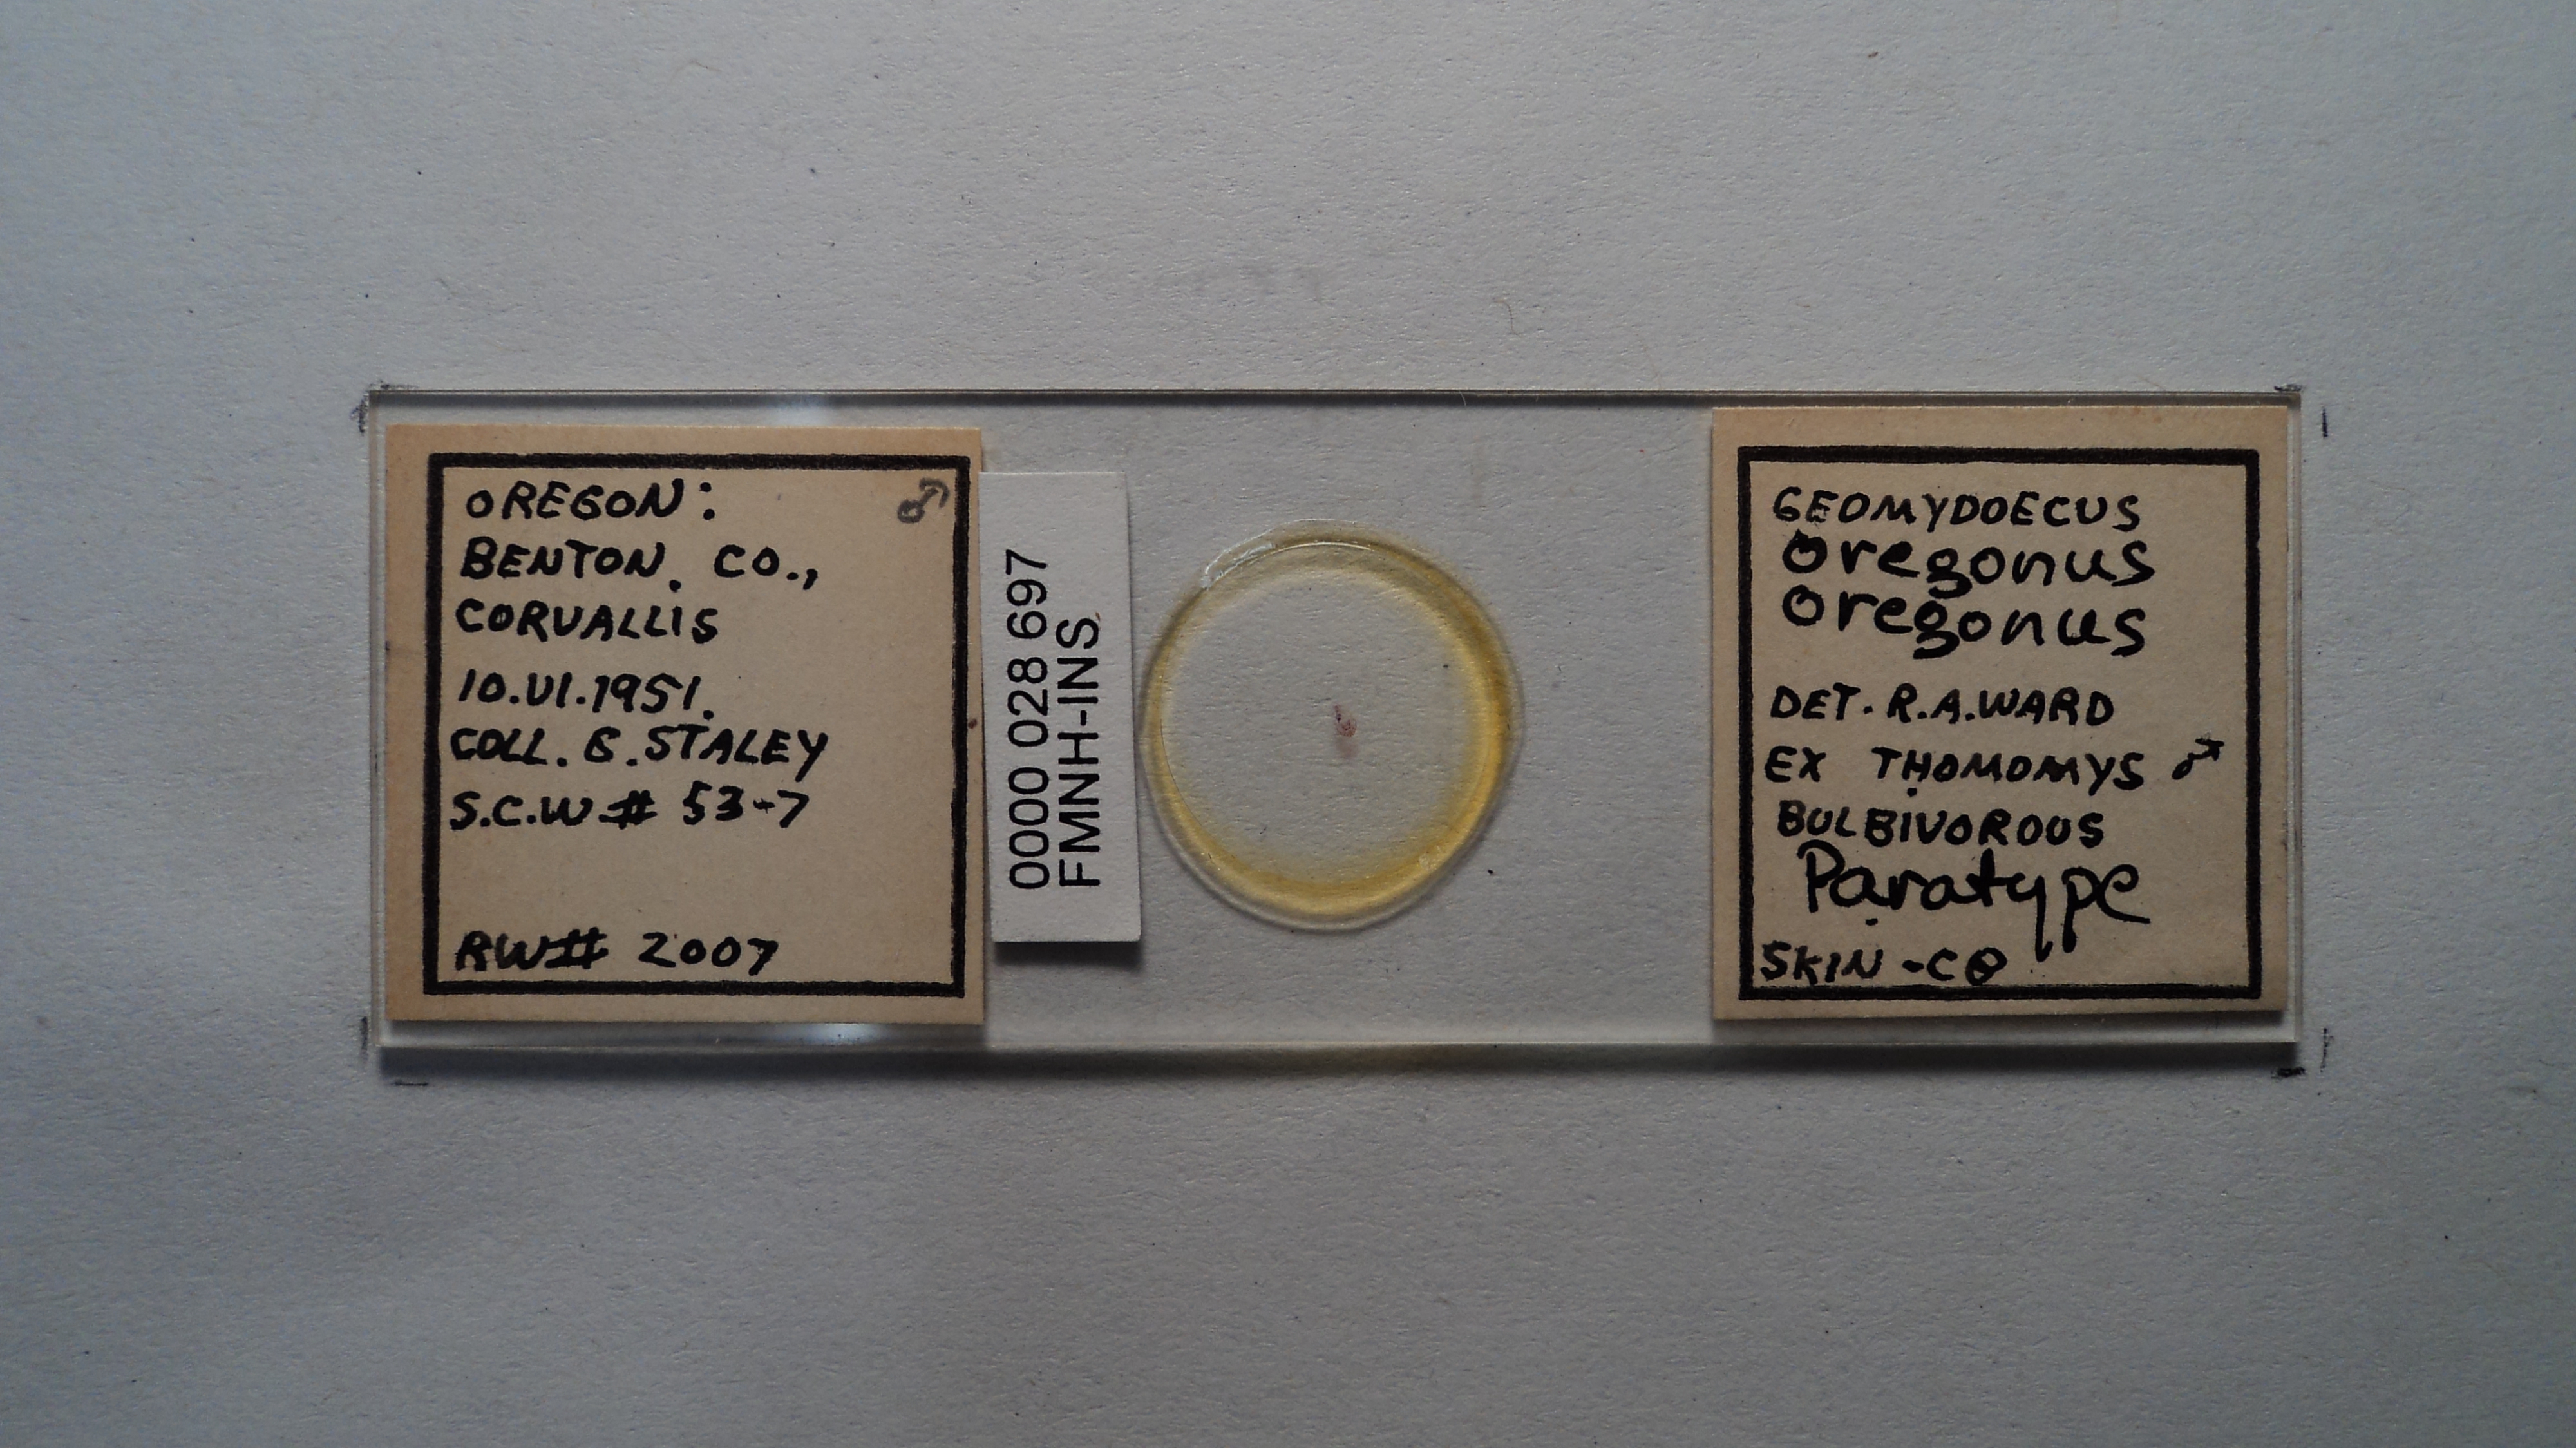 OREGON: ♂
BENTON. CO.,
CORVALLIS
10.VI.1951.
COLL. B. STALEY
S.C.W# 53-7
RW# 2007
0000 028 697
FMNH-INS
GEOMYDOECUS
oregonus
oregonus
DET. R.A. WARD
EX THOMOMYS ♂
BULBIVOROUS
Paratype
SKIN-C⊖